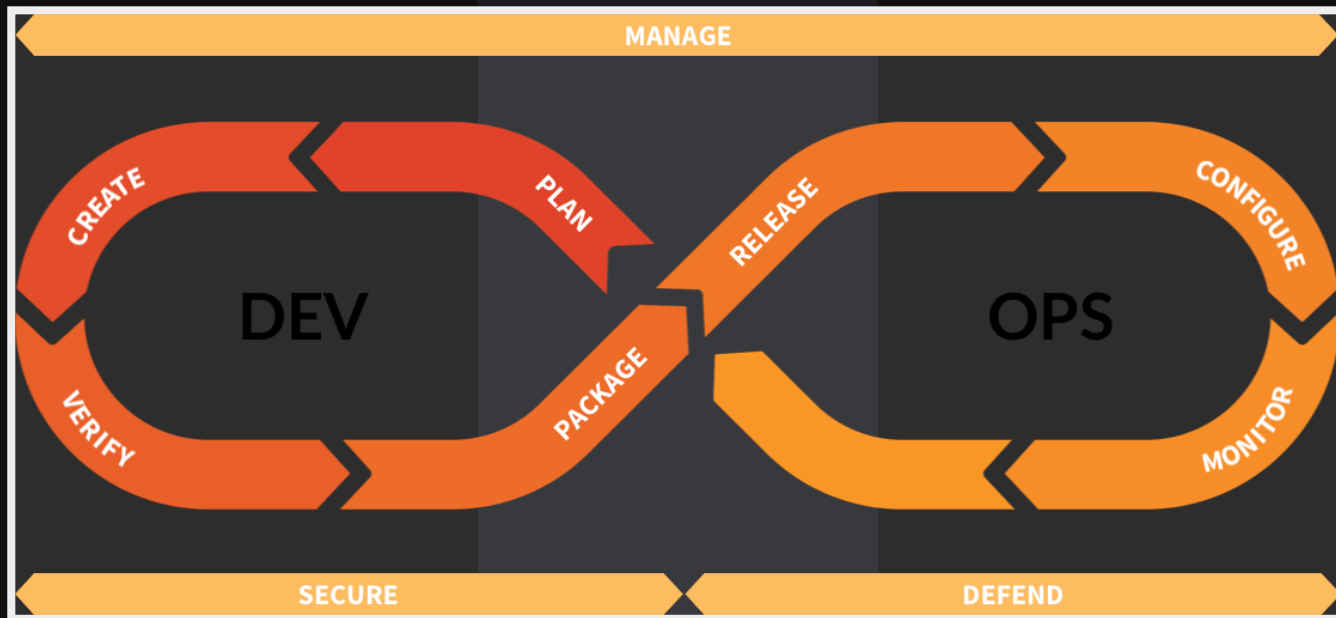 MANAGE
PLAN
CREATE
VERIFY
PACKAGE
RELEASE
CONFIGURE
MONITOR
DEV
OPS
SECURE
DEFEND